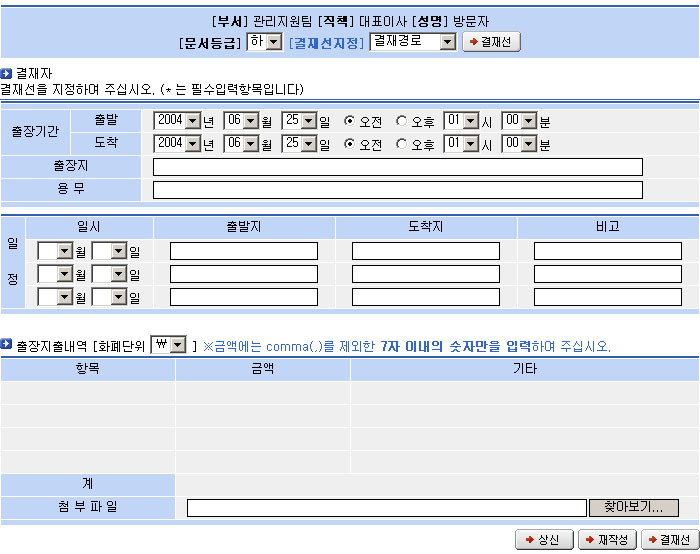 [부서] 관리지원팀 [직책] 대표이사 [성명] 방문자
[문서등급] 하 [결재선지정] 결재경로 결재선
결재자
결재선을 지정하여 주십시오. (* 는 필수입력항목입니다)
출장기간 출발 2004 년 06 월 25 일 오전 오후 01 시 00 분
도착 2004 년 06 월 25 일 오전 오후 01 시 00 분
출장지
용 무
일 정 일시 출발지 도착지 비고
월 일
월 일
월 일
출장지출내역 [화폐단위 ₩ ] ※금액에는 comma(,)를 제외한 7자 이내의 숫자만을 입력하여 주십시오.
항목 금액 기타
계
첨 부 파 일 찾아보기...
상신 재작성 결재선